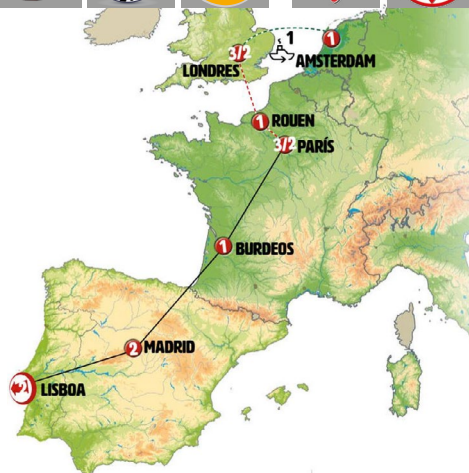 1
1
3/2
LONDRES
AMSTERDAM
1
ROUEN
3/2
PARÍS
1
BURDEOS
2
MADRID
2
LISBOA